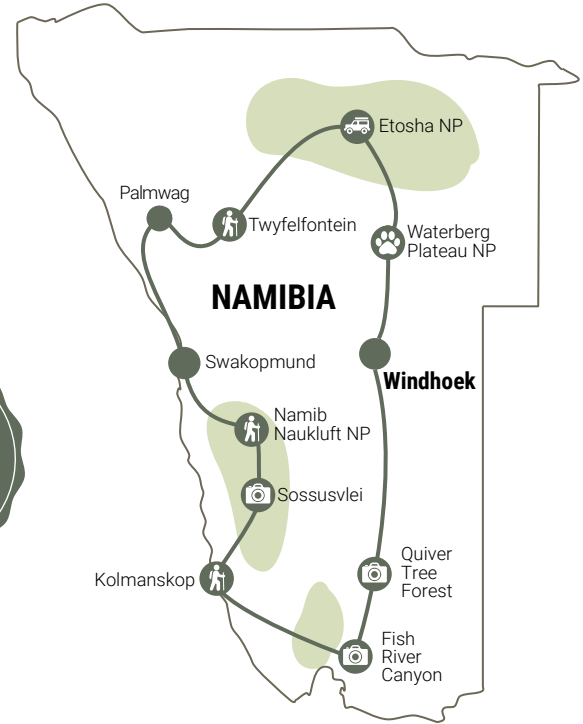 Etosha NP
Palmwag
Twyfelfontein
Waterberg
Plateau NP
NAMIBIA
Swakopmund
Windhoek
Namib
Naukluft NP
Sossusvlei
Kolmanskop
Quiver
Tree
Forest
Fish
River
Canyon